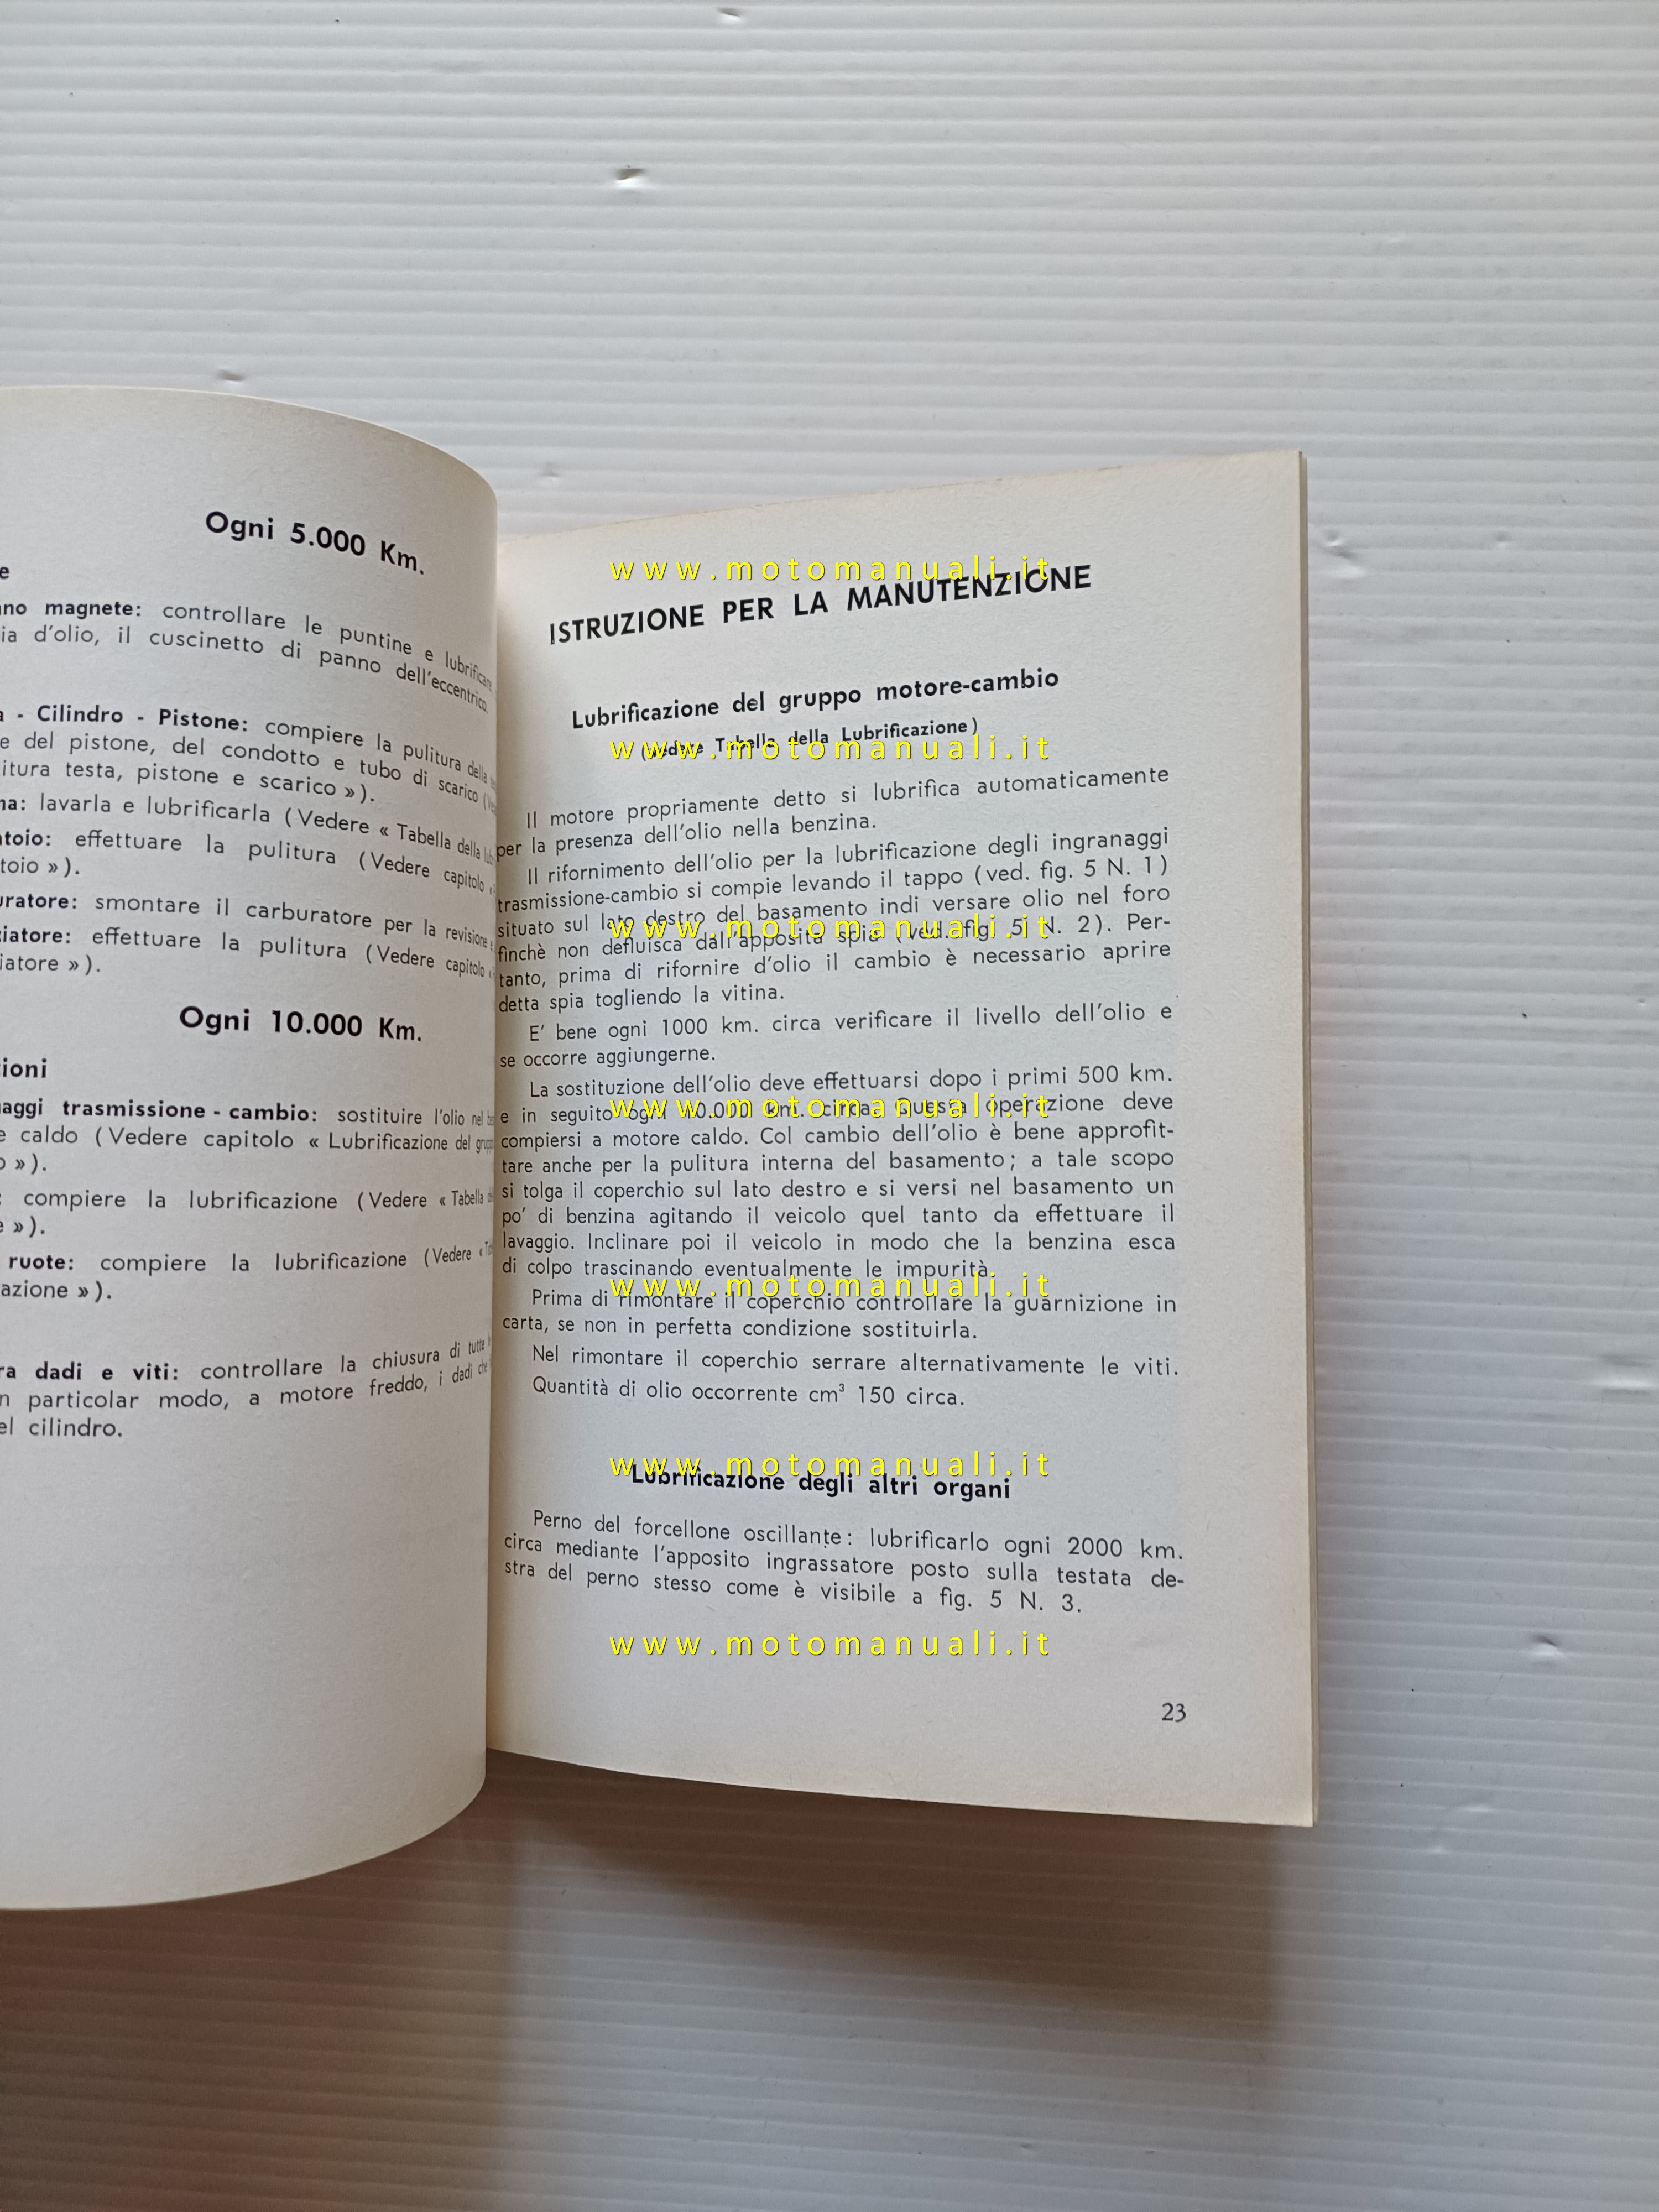 Ogni 5.000 Km.
magnete: controllare le puntine e lubrificare
d'olio, il cuscinetto di panno dell'eccentrico.
- Cilindro - Pistone: compiere la pulitura della
del pistone, del condotto e tubo di scarico
testa, pistone e scarico »).
lavarla e lubrificarla (Vedere « Tabella della
effettuare la pulitura (Vedere capitolo
»).
smontare il carburatore per la revisione
effettuare la pulitura (Vedere capitolo
»).
Ogni 10.000 Km.
trasmissione - cambio: sostituire l'olio nel
caldo (Vedere capitolo « Lubrificazione del
»).
compiere la lubrificazione (Vedere « Tabella
»).
ruote: compiere la lubrificazione (Vedere
»).
dadi e viti: controllare la chiusura di tutte
particolar modo, a motore freddo, i dadi che
cilindro.
www.motomanuali.it
ISTRUZIONE PER LA MANUTENZIONE
Lubrificazione del gruppo motore-cambio
(Vedere Tabella della Lubrificazione)
www.motomanuali.it
Il motore propriamente detto si lubrifica automaticamente
per la presenza dell'olio nella benzina.
Il rifornimento dell'olio per la lubrificazione degli ingranaggi
trasmissione-cambio si compie levando il tappo (ved. fig. 5 N. 1)
situato sul lato destro del basamento indi versare olio nel foro
www.motomanuali.it
finchè non defluisca dall'apposita spia (ved. fig. 5 N. 2). Per-
tanto, prima di rifornire d'olio il cambio è necessario aprire
detta spia togliendo la vitina.
E' bene ogni 1000 km. circa verificare il livello dell'olio e
se occorre aggiungerne.
La sostituzione dell'olio deve effettuarsi dopo i primi 500 km.
www.motomanuali.it
e in seguito ogni 10.000 km. circa. Questa operazione deve
compiersi a motore caldo. Col cambio dell'olio è bene approfit-
tare anche per la pulitura interna del basamento; a tale scopo
si tolga il coperchio sul lato destro e si versi nel basamento un
po' di benzina agitando il veicolo quel tanto da effettuare il
lavaggio. Inclinare poi il veicolo in modo che la benzina esca
di colpo trascinando eventualmente le impurità.
www.motomanuali.it
Prima di rimontare il coperchio controllare la guarnizione in
carta, se non in perfetta condizione sostituirla.
Nel rimontare il coperchio serrare alternativamente le viti.
Quantità di olio occorrente cm³ 150 circa.
www.motomanuali.it
Lubrificazione degli altri organi
Perno del forcellone oscillante: lubrificarlo ogni 2000 km.
circa mediante l'apposito ingrassatore posto sulla testata de-
stra del perno stesso come è visibile a fig. 5 N. 3.
www.motomanuali.it
23